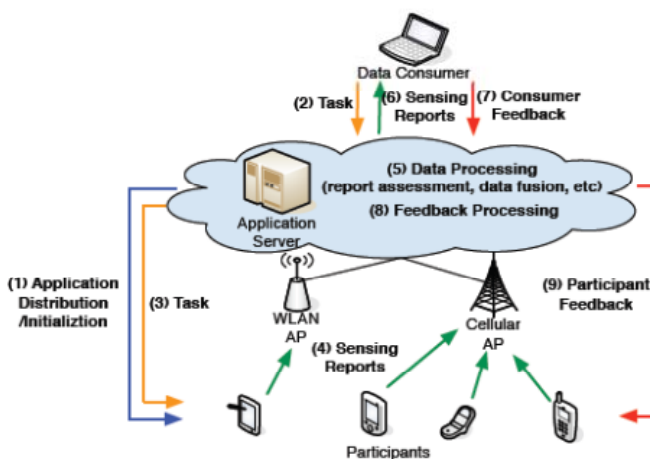 Data Consumer
(2) Task
(6) Sensing
Reports
(7) Consumer
Feedback
(5) Data Processing
(report assessment, data fusion, etc)
(8) Feedback Processing
Application
Server
(1) Application
Distribution
/Initializtion
(3) Task
WLAN
AP
Cellular
AP
(9) Participant
Feedback
(4) Sensing
Reports
Participants